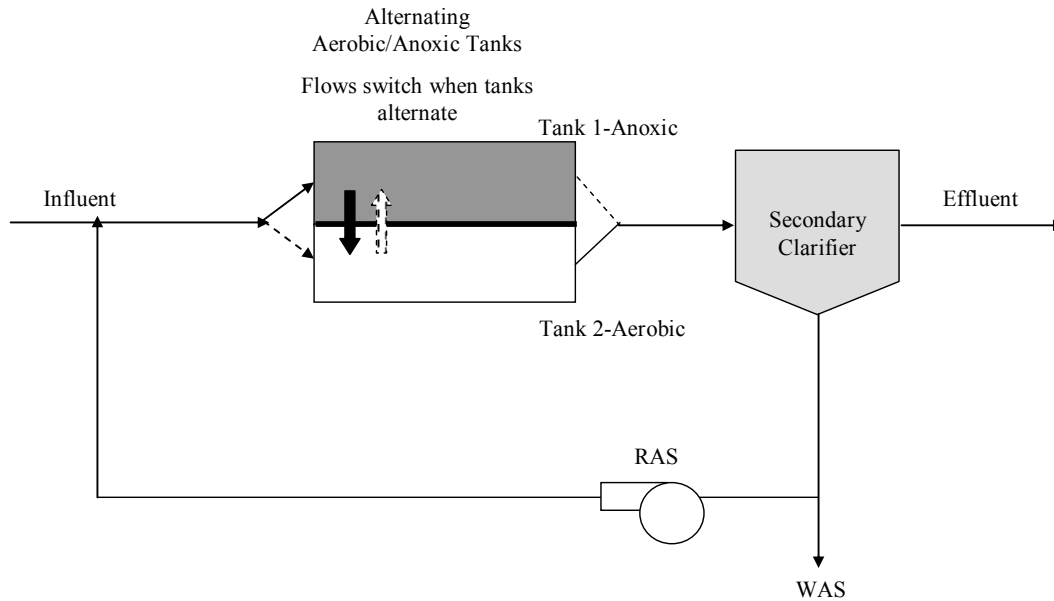 Alternating
Aerobic/Anoxic Tanks
Flows switch when tanks
alternate
Tank 1-Anoxic
Influent
Effluent
Secondary
Clarifier
Tank 2-Aerobic
RAS
WAS